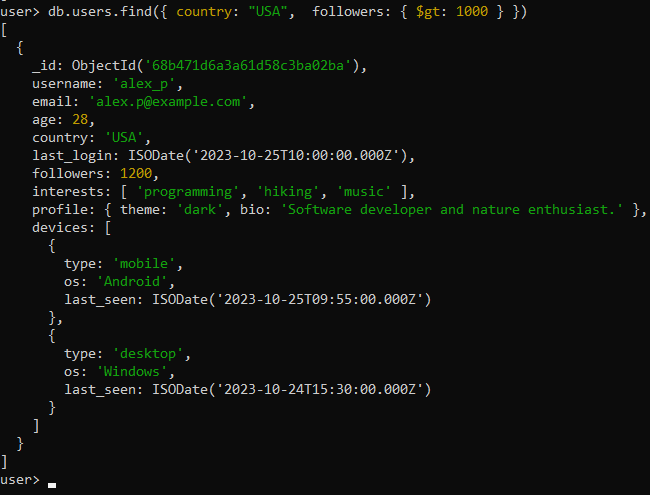 user> db.users.find({ country: "USA",  followers: { $gt: 1000 } })
[
  {
    _id: ObjectId('68b471d6a3a61d58c3ba02ba'),
    username: 'alex_p',
    email: 'alex.p@example.com',
    age: 28,
    country: 'USA',
    last_login: ISODate('2023-10-25T10:00:00.000Z'),
    followers: 1200,
    interests: [ 'programming', 'hiking', 'music' ],
    profile: { theme: 'dark', bio: 'Software developer and nature enthusiast.' },
    devices: [
      {
        type: 'mobile',
        os: 'Android',
        last_seen: ISODate('2023-10-25T09:55:00.000Z')
      },
      {
        type: 'desktop',
        os: 'Windows',
        last_seen: ISODate('2023-10-24T15:30:00.000Z')
      }
    ]
  }
]
user>